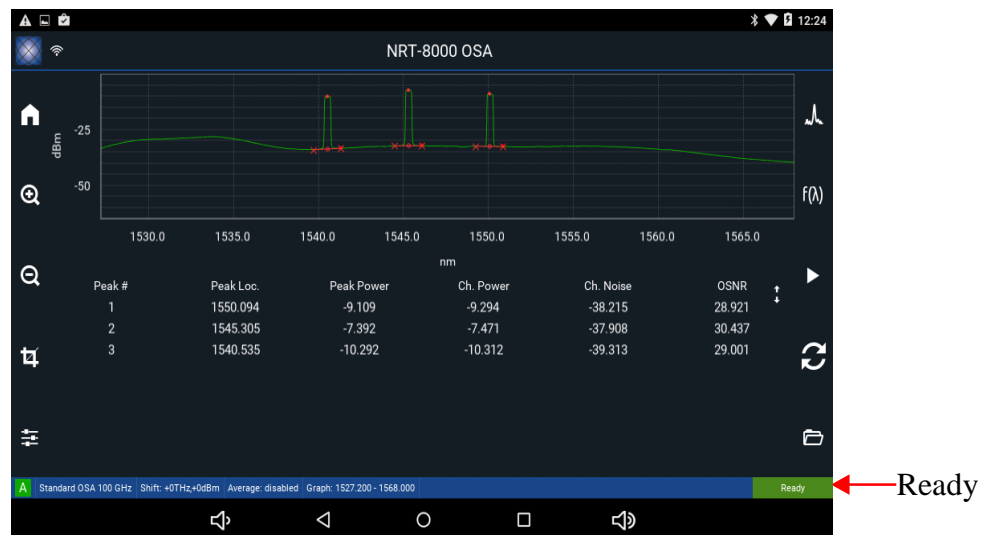 12:24
NRT-8000 OSA
-25
dBm
-50
1530.0 1535.0 1540.0 1545.0 1550.0 1555.0 1560.0 1565.0
nm
Peak # Peak Loc. Peak Power Ch. Power Ch. Noise OSNR
1 1550.094 -9.109 -9.294 -38.215 28.921
2 1545.305 -7.392 -7.471 -37.908 30.437
3 1540.535 -10.292 -10.312 -39.313 29.001
f(λ)
A Standard OSA 100 GHz Shift: +0THz,+0dBm Average: disabled Graph: 1527.200 - 1568.000 Ready
Ready